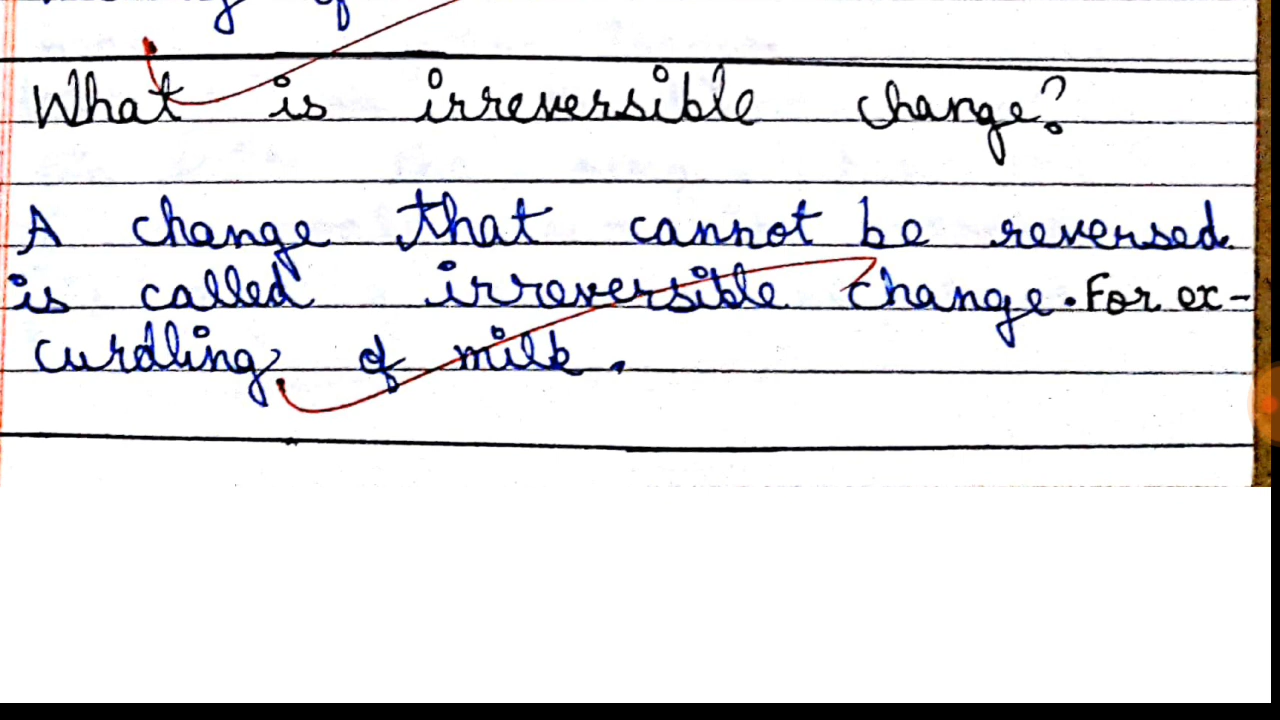 What is irreversible change?
A change that cannot be reversed.
is called irreversible change. For ex-
curdling of milk.